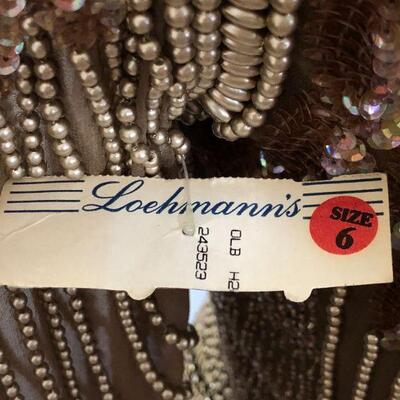 Loehmann's
SIZE
6
OLB H2
243523